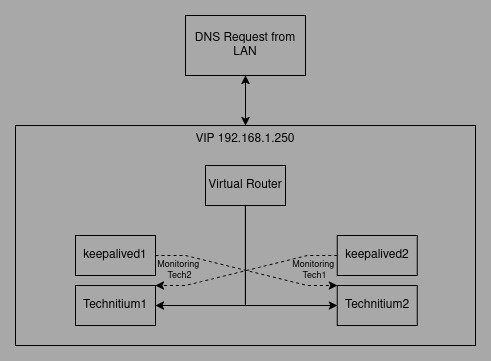 DNS Request from
LAN
VIP 192.168.1.250
Virtual Router
keepalived1
keepalived2
Monitoring
Tech2
Monitoring
Tech1
Technitium1
Technitium2